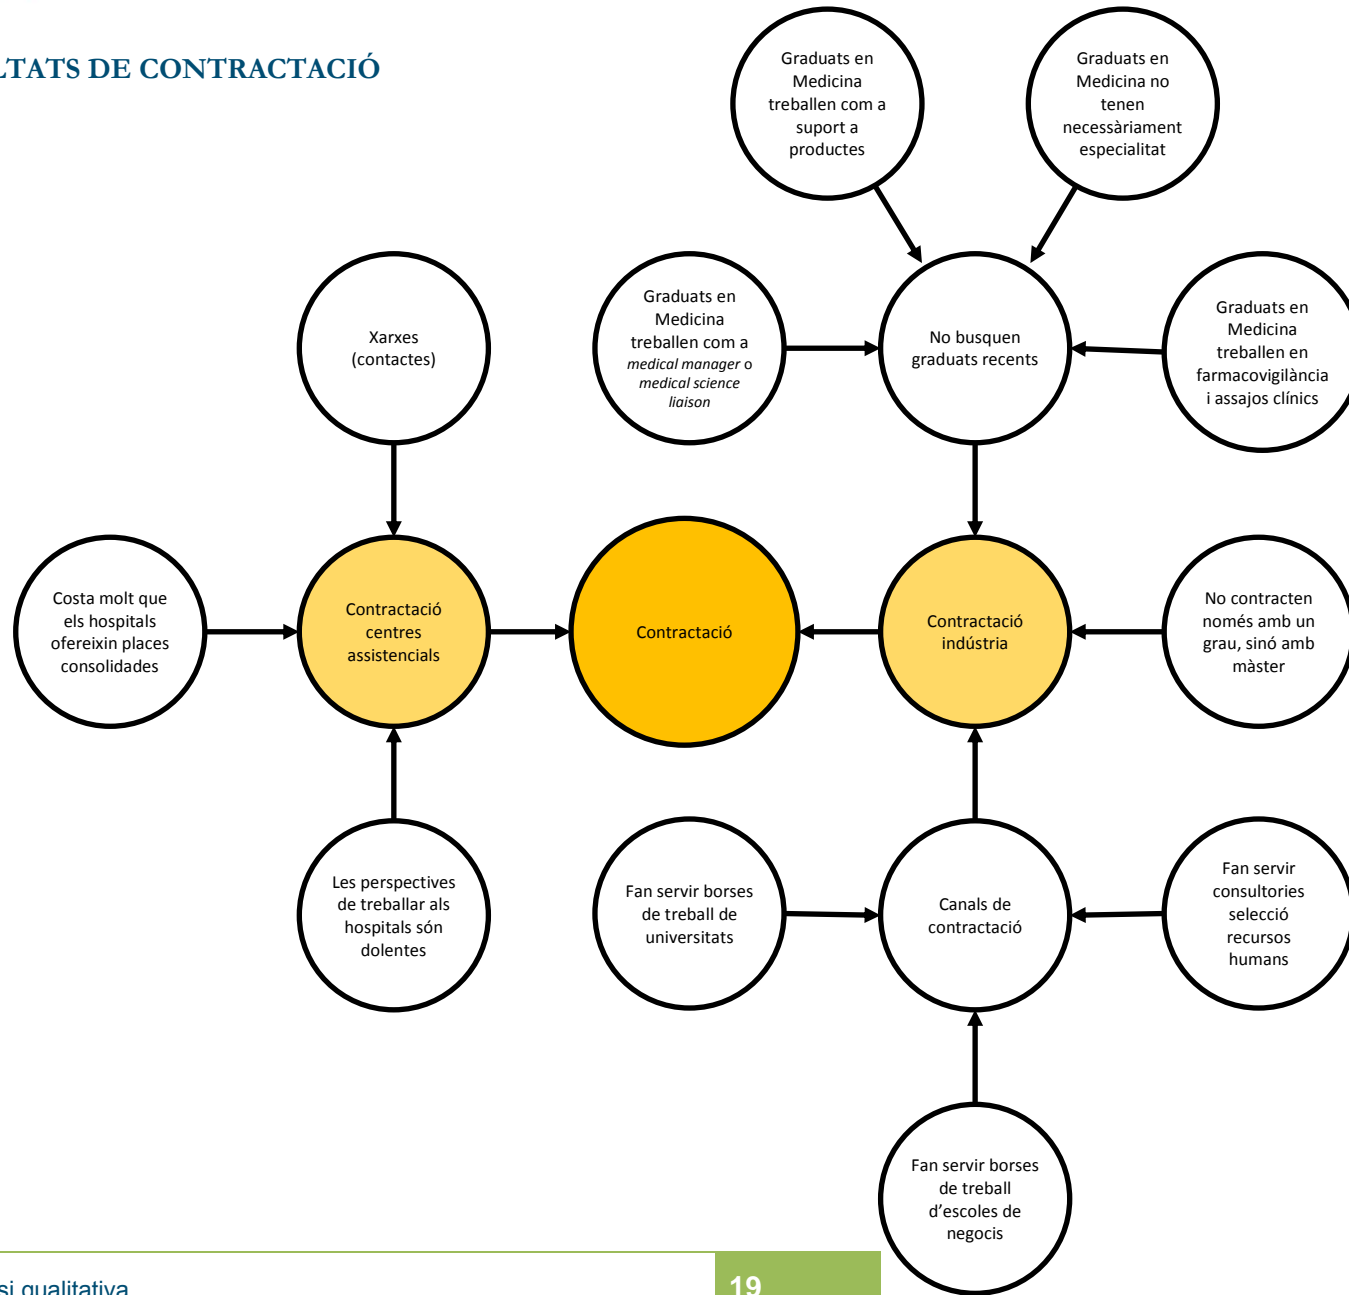 LTATS DE CONTRACTACIÓ
Graduats en
Medicina
treballen com a
suport a
productes
Graduats en
Medicina no
tenen
necessàriament
especialitat
Xarxes
(contactes)
Graduats en
Medicina
treballen com a
medical manager o
medical science
liaison
No busquen
graduats recents
Graduats en
Medicina
treballen en
farmacovigilància
i assajos clínics
Costa molt que
els hospitals
ofereixin places
consolidades
Contractació
centres
assistencials
Contractació
Contractació
indústria
No contracten
només amb un
grau, sinó amb
màster
Les perspectives
de treballar als
hospitals són
dolentes
Fan servir borses
de treball de
universitats
Canals de
contractació
Fan servir
consultories
selecció
recursos
humans
Fan servir borses
de treball
d’escoles de
negocis
si qualitativa
19